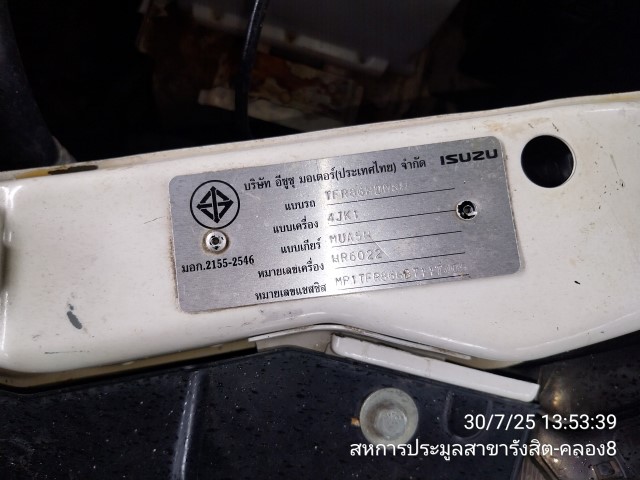 บริษัท อีซูซุ มอเตอร์(ประเทศไทย) จำกัด ISUZU
แบบรถ
แบบเครื่อง 4JK1
แบบเกียร์
หมายเลขเครื่อง WR6022
หมายเลขแชสซิส
มอก.2155-2546
30/7/25 13:53:39
สหการประมูลสาขารังสิต-คลอง8